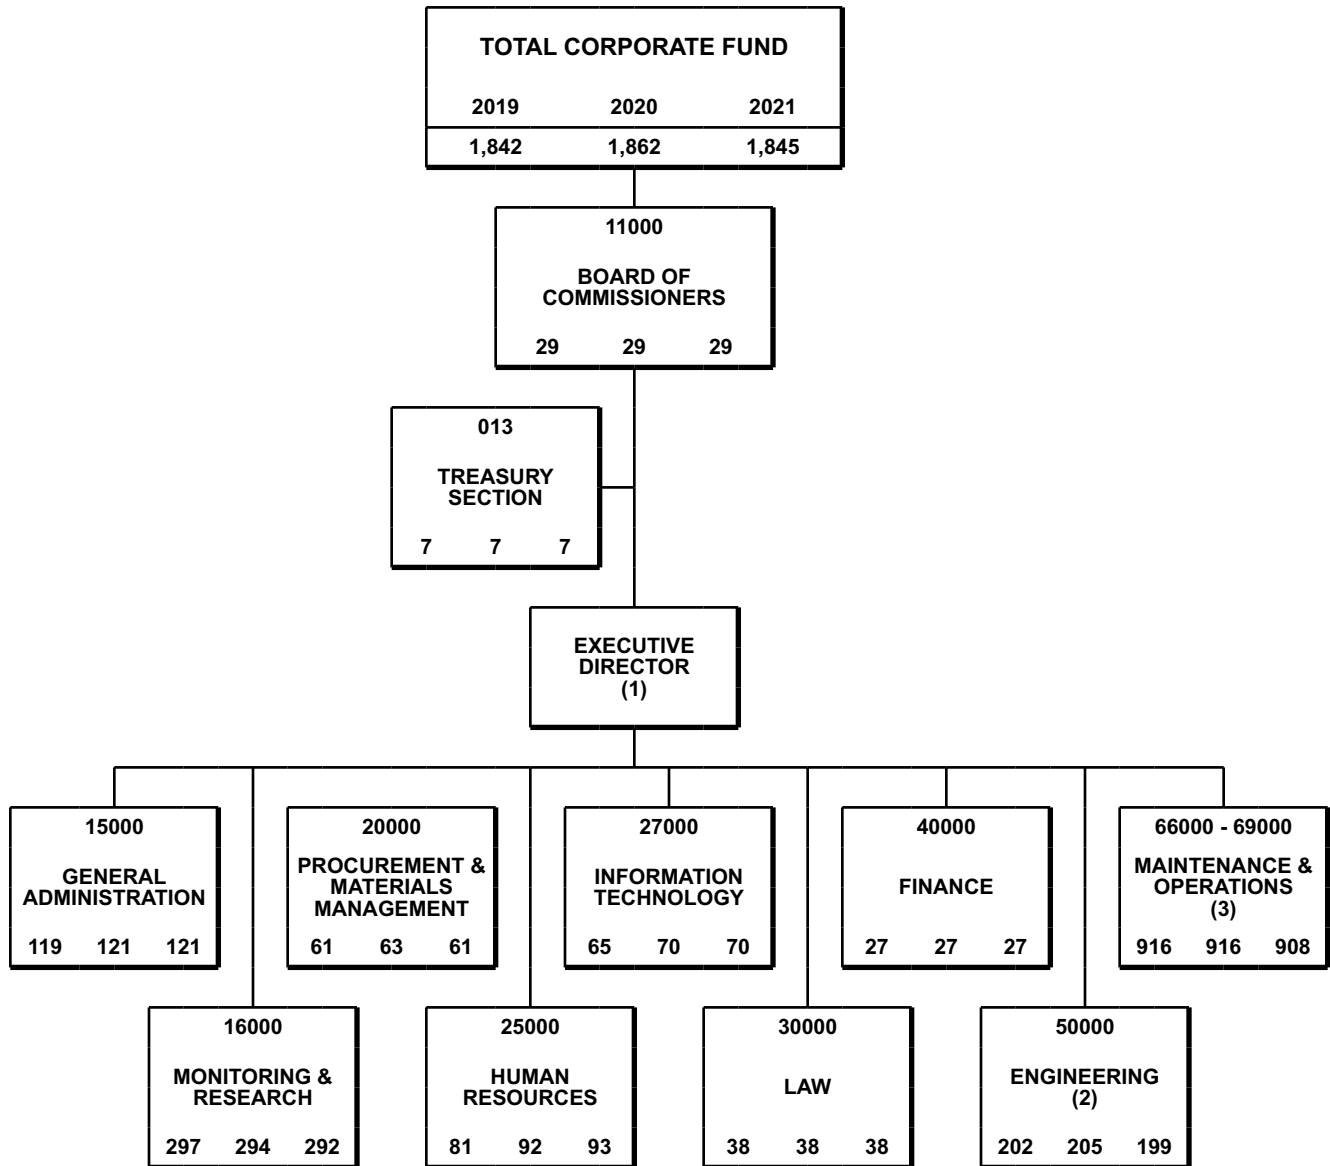 TOTAL CORPORATE FUND
2019 2020 2021
1,842 1,862 1,845
11000
BOARD OF
COMMISSIONERS
29 29 29
013
TREASURY
SECTION
7 7 7
EXECUTIVE
DIRECTOR
(1)
15000
GENERAL
ADMINISTRATION
119 121 121
20000
PROCUREMENT &
MATERIALS
MANAGEMENT
61 63 61
27000
INFORMATION
TECHNOLOGY
65 70 70
40000
FINANCE
27 27 27
66000 - 69000
MAINTENANCE &
OPERATIONS
(3)
916 916 908
16000
MONITORING &
RESEARCH
297 294 292
25000
HUMAN
RESOURCES
81 92 93
30000
LAW
38 38 38
50000
ENGINEERING
(2)
202 205 199